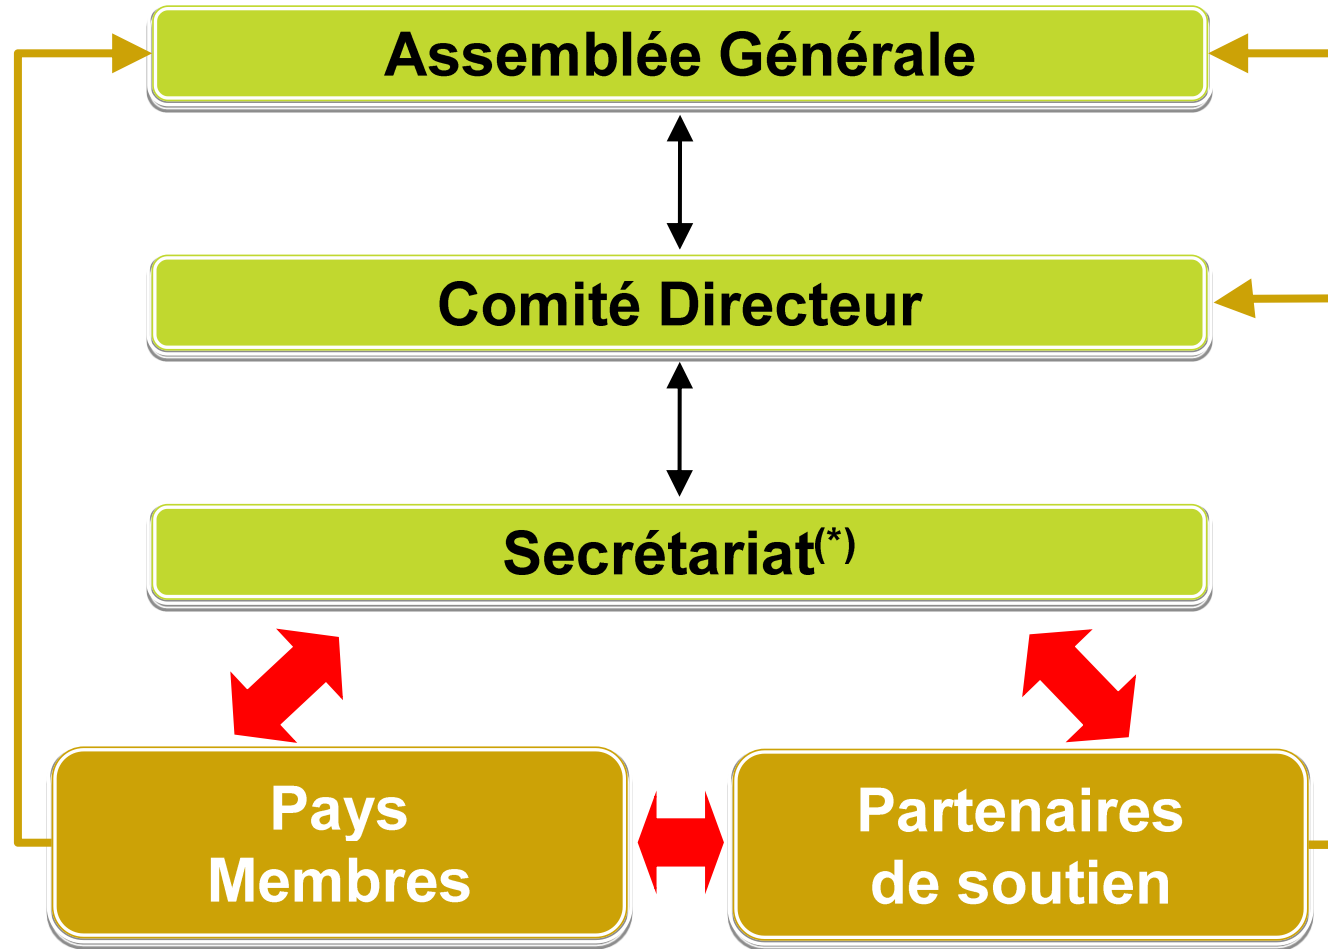 Assemblée Générale
Comité Directeur
Secrétariat(*)
Pays
Membres
Partenaires
de soutien